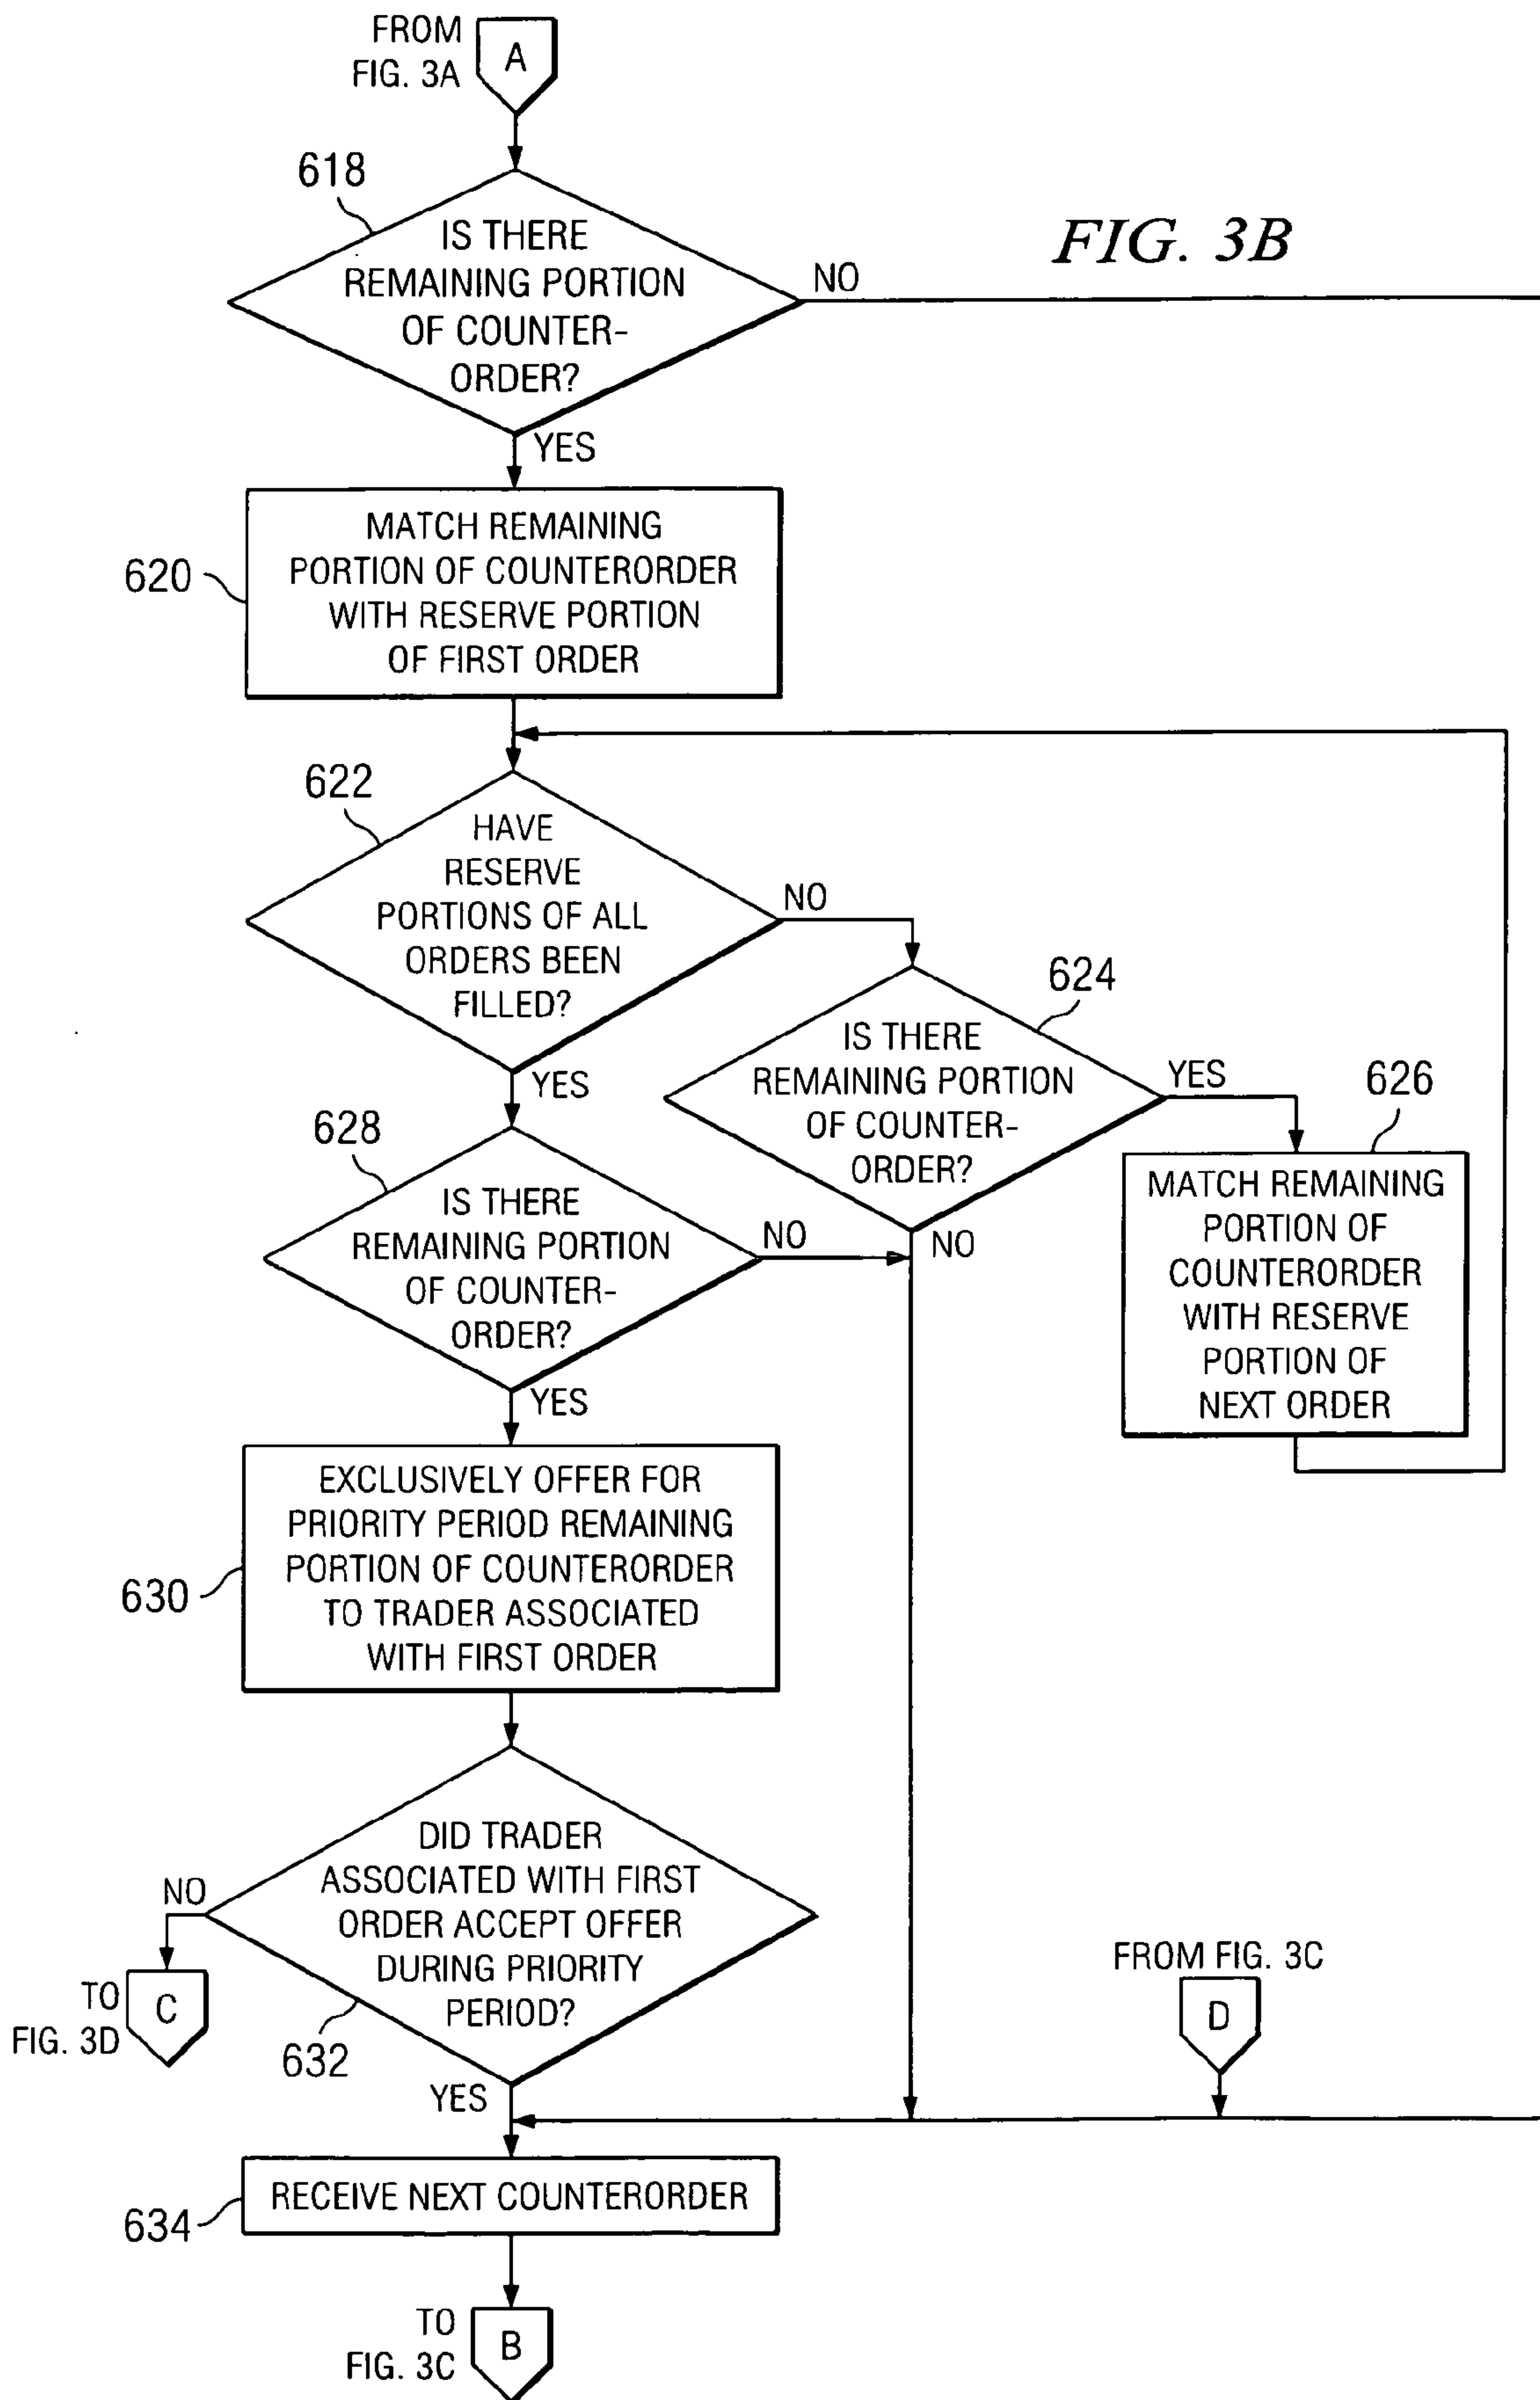 FROM
FIG. 3A
A
618
IS THERE
REMAINING PORTION
OF COUNTER-
ORDER?
NO
FIG. 3B
YES
620
MATCH REMAINING
PORTION OF COUNTERORDER
WITH RESERVE PORTION
OF FIRST ORDER
622
HAVE
RESERVE
PORTIONS OF ALL
ORDERS BEEN
FILLED?
NO
YES
624
IS THERE
REMAINING PORTION
OF COUNTER-
ORDER?
YES
NO
626
MATCH REMAINING
PORTION OF
COUNTERORDER
WITH RESERVE
PORTION OF
NEXT ORDER
628
IS THERE
REMAINING PORTION
OF COUNTER-
ORDER?
NO
YES
630
EXCLUSIVELY OFFER FOR
PRIORITY PERIOD REMAINING
PORTION OF COUNTERORDER
TO TRADER ASSOCIATED
WITH FIRST ORDER
DID TRADER
ASSOCIATED WITH FIRST
ORDER ACCEPT OFFER
DURING PRIORITY
PERIOD?
632
NO
TO
FIG. 3D
C
YES
FROM FIG. 3C
D
634
RECEIVE NEXT COUNTERORDER
TO
FIG. 3C
B